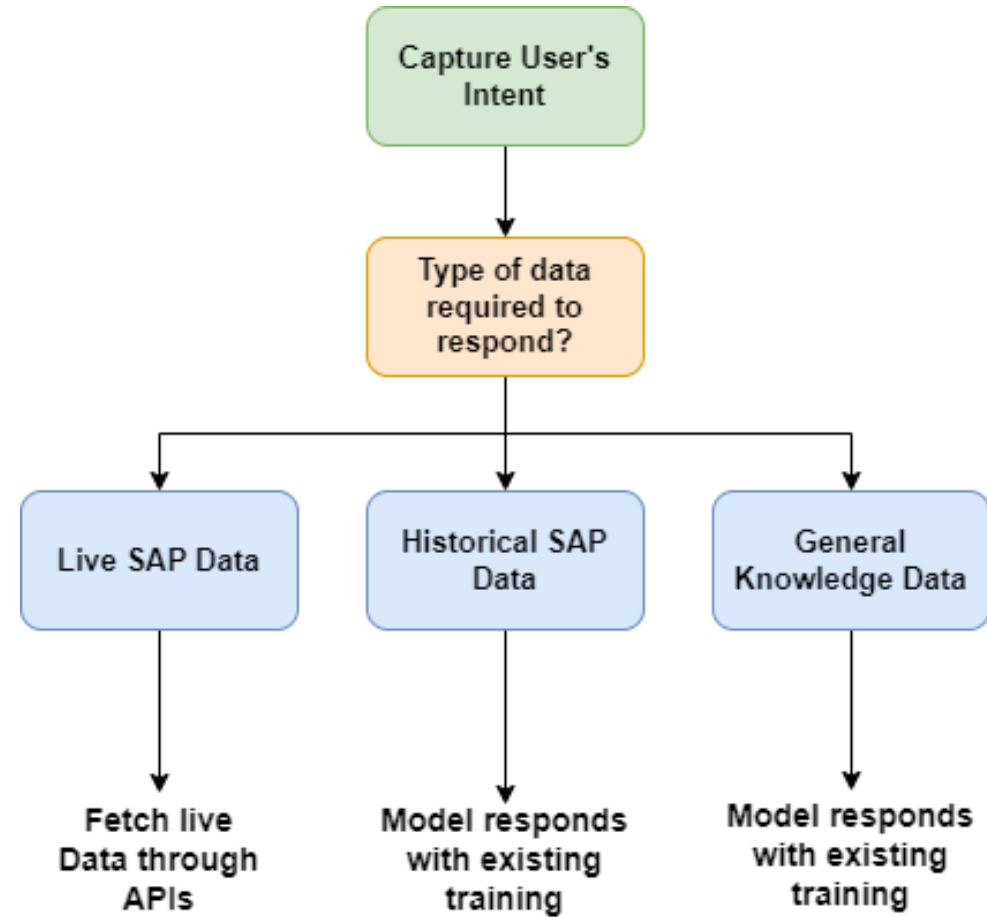 Capture User's
Intent
Type of data
required to
respond?
Live SAP Data
Historical SAP
Data
General
Knowledge Data
Fetch live
Data through
APIs
Model responds
with existing
training
Model responds
with existing
training